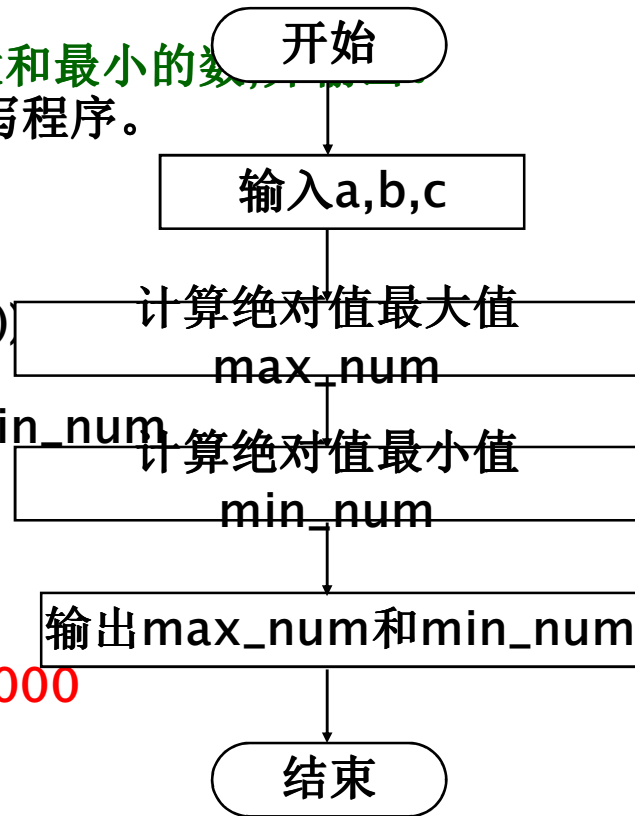 开始
和最小的数
写程序。
输入a,b,c
)
计算绝对值最大值
max_num
in_num
计算绝对值最小值
min_num
输出max_num和min_num
000
结束